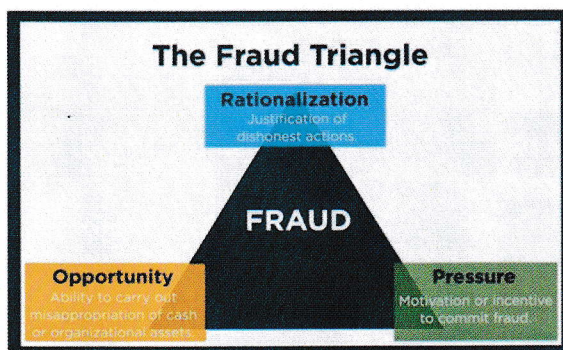 The Fraud Triangle
Rationalization
Justification of
dishonest actions.
FRAUD
Opportunity
Ability to carry out
misappropriation of cash
or organizational assets.
Pressure
Motivation or incentive
to commit fraud.